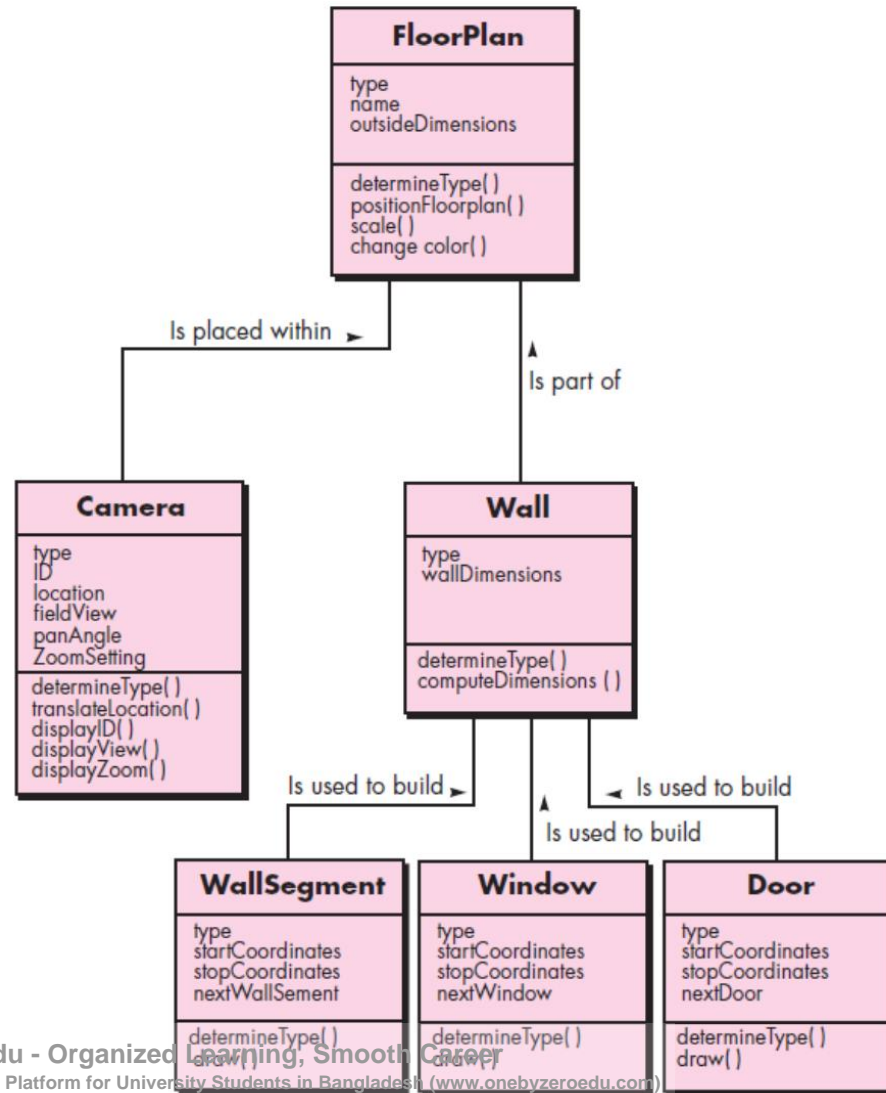 FloorPlan
type
name
outsideDimensions
determineType( )
positionFloorplan( )
scale( )
change color( )
Is placed within
Is part of
Camera
type
ID
location
fieldView
panAngle
ZoomSetting
determineType( )
translateLocation( )
displayID( )
displayView( )
displayZoom( )
Wall
type
wallDimensions
determineType( )
computeDimensions ( )
Is used to build
Is used to build
Is used to build
WallSegment
type
startCoordinates
stopCoordinates
nextWallSement
determineType( )
draw( )
Window
type
startCoordinates
stopCoordinates
nextWindow
determineType( )
draw( )
Door
type
startCoordinates
stopCoordinates
nextDoor
determineType( )
draw( )
du - Organized Learning, Smooth Career
Platform for University Students in Bangladesh (www.onebyzeroedu.com)